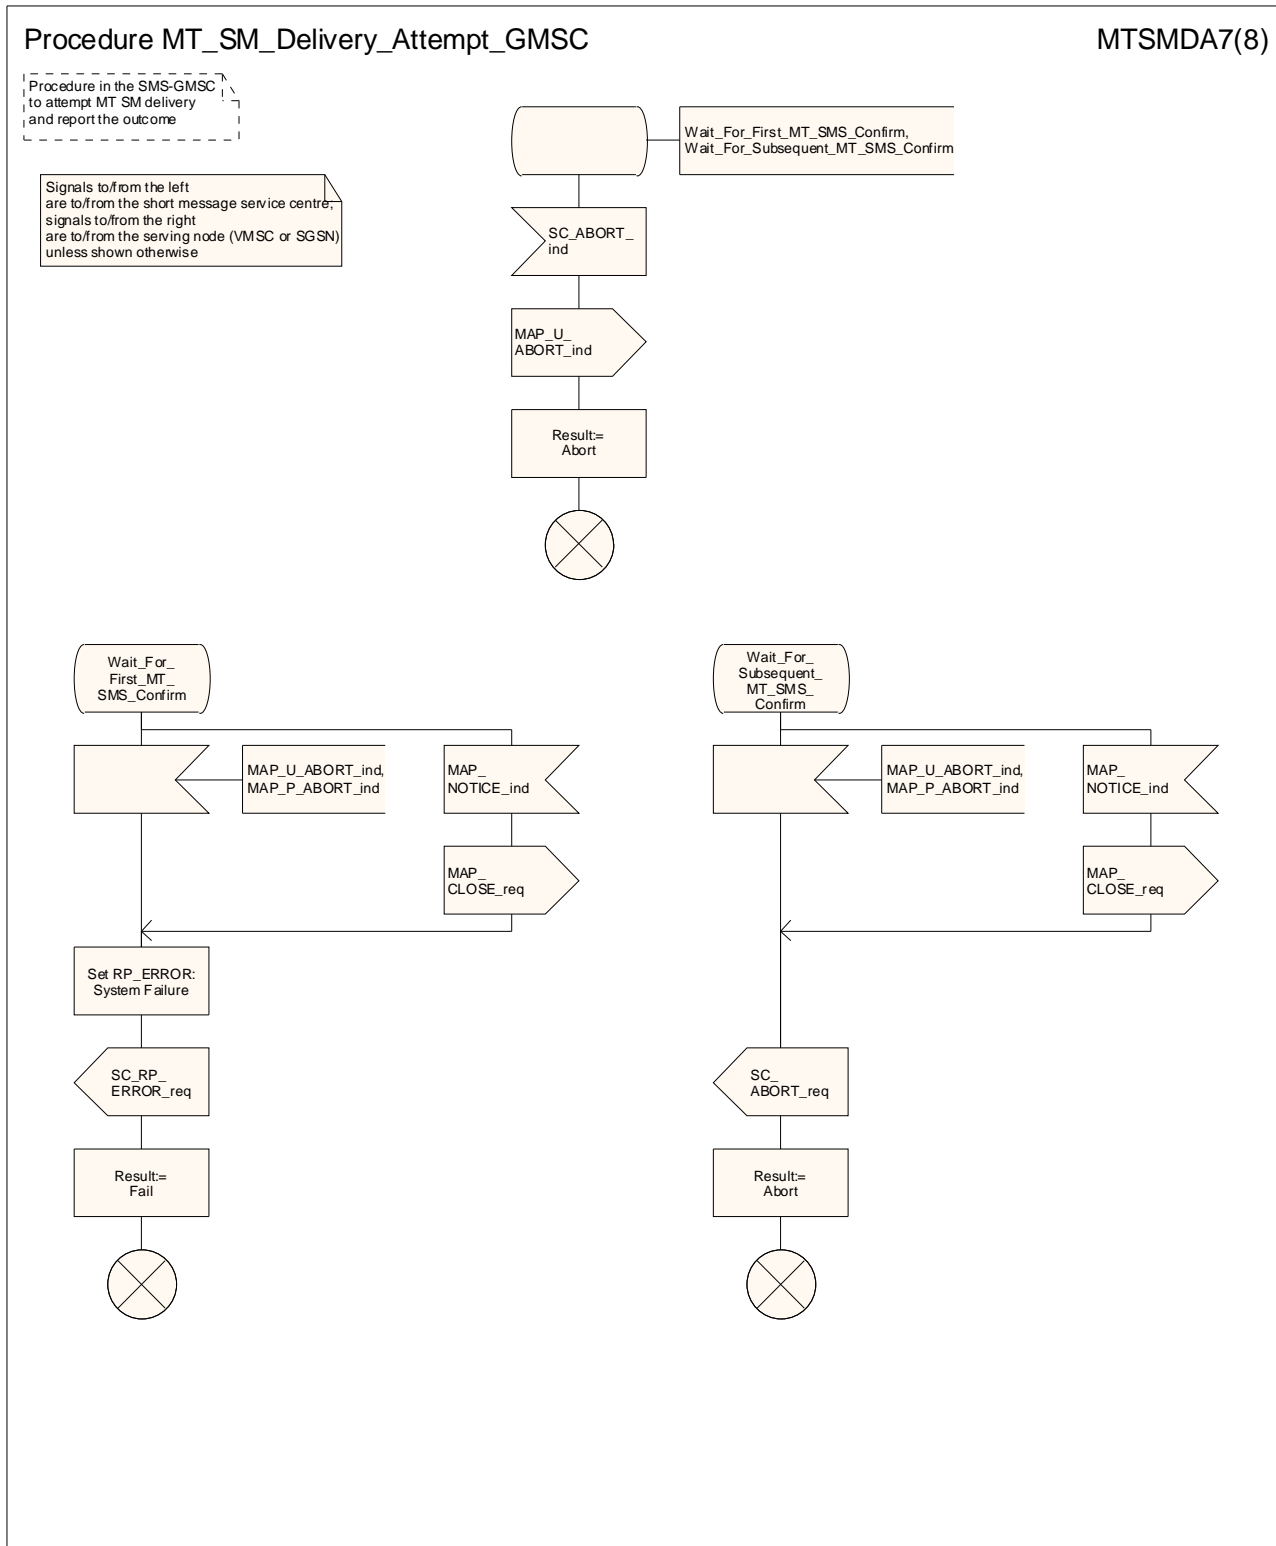 Procedure MT_SM_Delivery_Attempt_GMSC
MTSMDA7(8)
Procedure in the SMS-GMSC
to attempt MT SM delivery
and report the outcome
Signals to/from the left
are to/from the short message service centre;
signals to/from the right
are to/from the serving node (VMSC or SGSN)
unless shown otherwise
Wait_For_First_MT_SMS_Confirm,
Wait_For_Subsequent_MT_SMS_Confirm
SC_ABORT_
ind
MAP_U_
ABORT_ind
Result:=
Abort
Wait_For_
First_MT_
SMS_Confirm
MAP_U_ABORT_ind,
MAP_P_ABORT_ind
MAP_
NOTICE_ind
MAP_
CLOSE_req
Set RP_ERROR:
System Failure
SC_RP_
ERROR_req
Result:=
Fail
Wait_For_
Subsequent_
MT_SMS_
Confirm
MAP_U_ABORT_ind,
MAP_P_ABORT_ind
MAP_
NOTICE_ind
MAP_
CLOSE_req
SC_
ABORT_req
Result:=
Abort